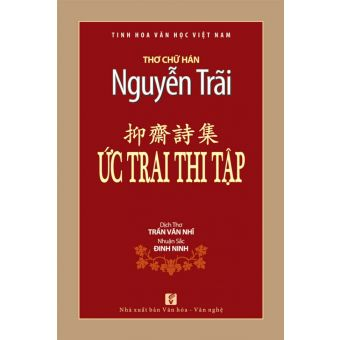 TINH HOA VĂN HỌC VIỆT NAM
THƠ CHỮ HÁN
Nguyễn Trãi
抑齋詩集
ỨC TRAI THI TẬP
Dịch Thơ
TRẦN VĂN NHĨ
Nhuận Sắc
ĐINH NINH
Nhà xuất bản Văn hóa - Văn nghệ